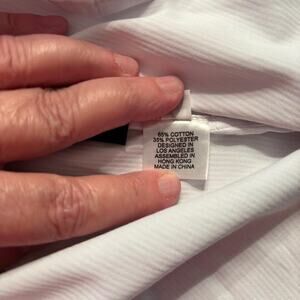 65% COTTON
35% POLYESTER
DESIGNED IN
LOS ANGELES
ASSEMBLED IN
HONG KONG
MADE IN CHINA